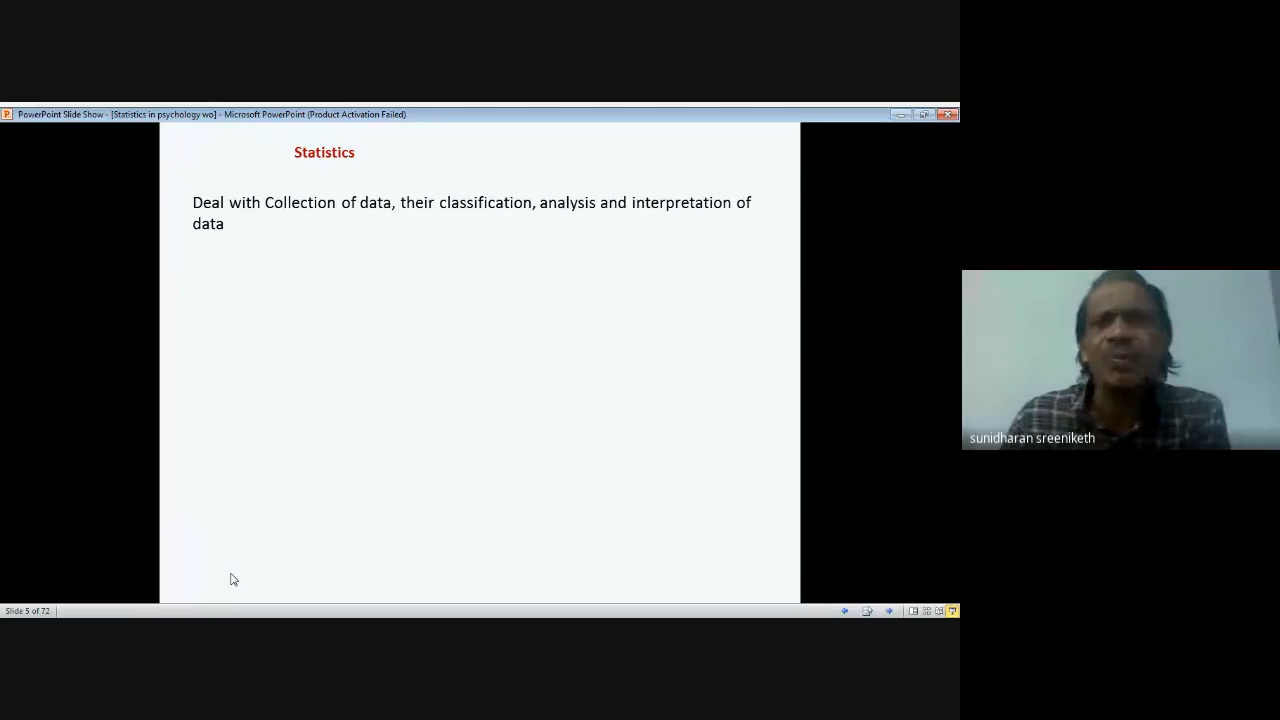 PowerPoint Slide Show - [Statistics in psychology wo] - Microsoft PowerPoint (Product Activation Failed)
Statistics
Deal with Collection of data, their classification, analysis and interpretation of
data
sunidharan sreeniketh
Slide 5 of 72